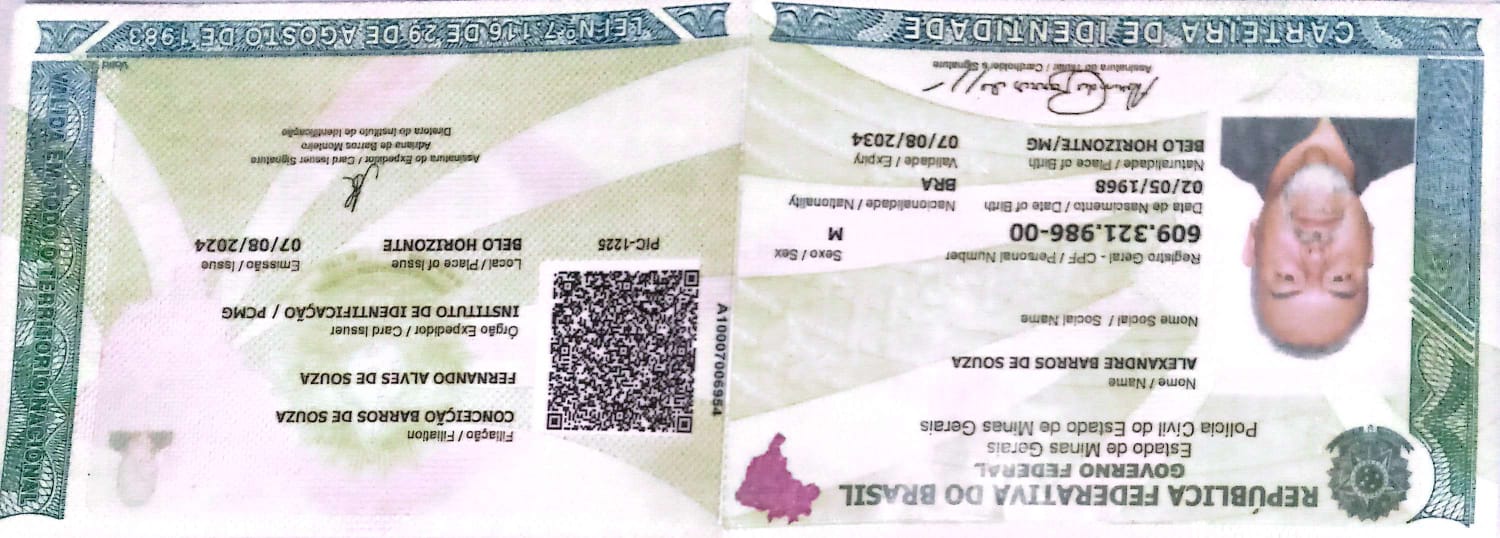 REPÚBLICA FEDERATIVA DO BRASIL
GOVERNO FEDERAL
Estado de Minas Gerais
Polícia Civil do Estado de Minas Gerais
Nome / Name
ALEXANDRE BARROS DE SOUZA
Nome Social / Social Name
Registro Geral - CPF / Personal Number
Sexo / Sex
609.321.986-00
M
Data de Nascimento / Date of Birth
Nacionalidade / Nationality
02/05/1968
BRA
Naturalidade / Place of Birth
Validade / Expiry
BELO HORIZONTE/MG
07/08/2034
Assinatura do Titular / Cardholder's Signature
CARTEIRA DE IDENTIDADE
Filiação / Filiation
CONCEIÇÃO BARROS DE SOUZA
FERNANDO ALVES DE SOUZA
Órgão Expedidor / Card Issuer
INSTITUTO DE IDENTIFICAÇÃO / PCMG
Local / Place of Issue
Emissão / Issue
BELO HORIZONTE
07/08/2024
PIC-1225
A10007006954
Assinatura do Expedidor / Card Issuer Signature
Adriana de Barros Monteiro
Diretora do Instituto de Identificação
LEI Nº 7.116 DE 29 DE AGOSTO DE 1983
VÁLIDA EM TODO O TERRITÓRIO NACIONAL